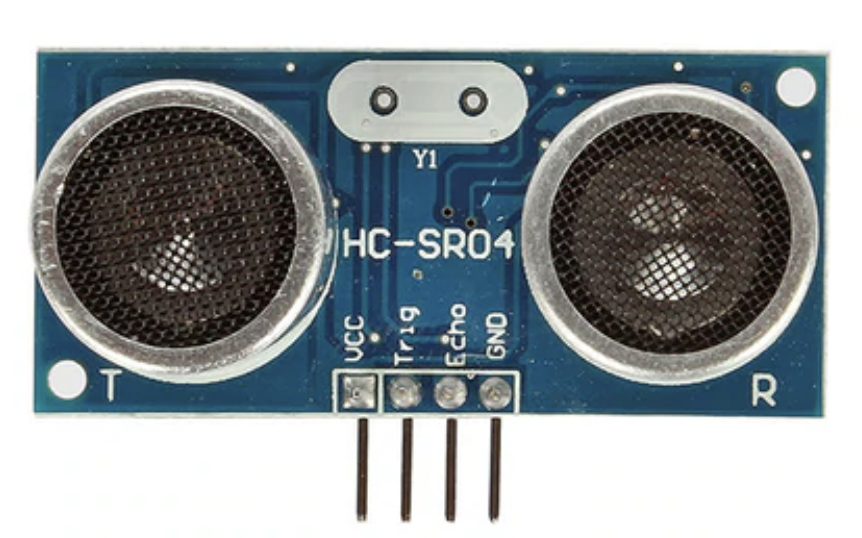 Y1
HC-SR04
VCC
Trig
Echo
GND
T
R